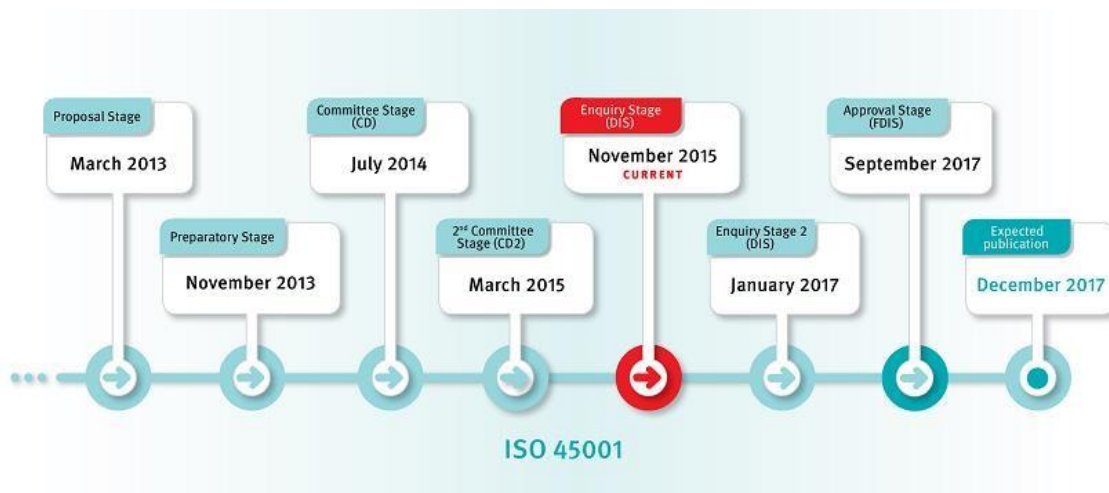 Proposal Stage
March 2013
Preparatory Stage
November 2013
Committee Stage
(CD)
July 2014
2nd Committee
Stage (CD2)
March 2015
Enquiry Stage
(DIS)
November 2015
CURRENT
Enquiry Stage 2
(DIS)
January 2017
Approval Stage
(FDIS)
September 2017
Expected
publication
December 2017
ISO 45001